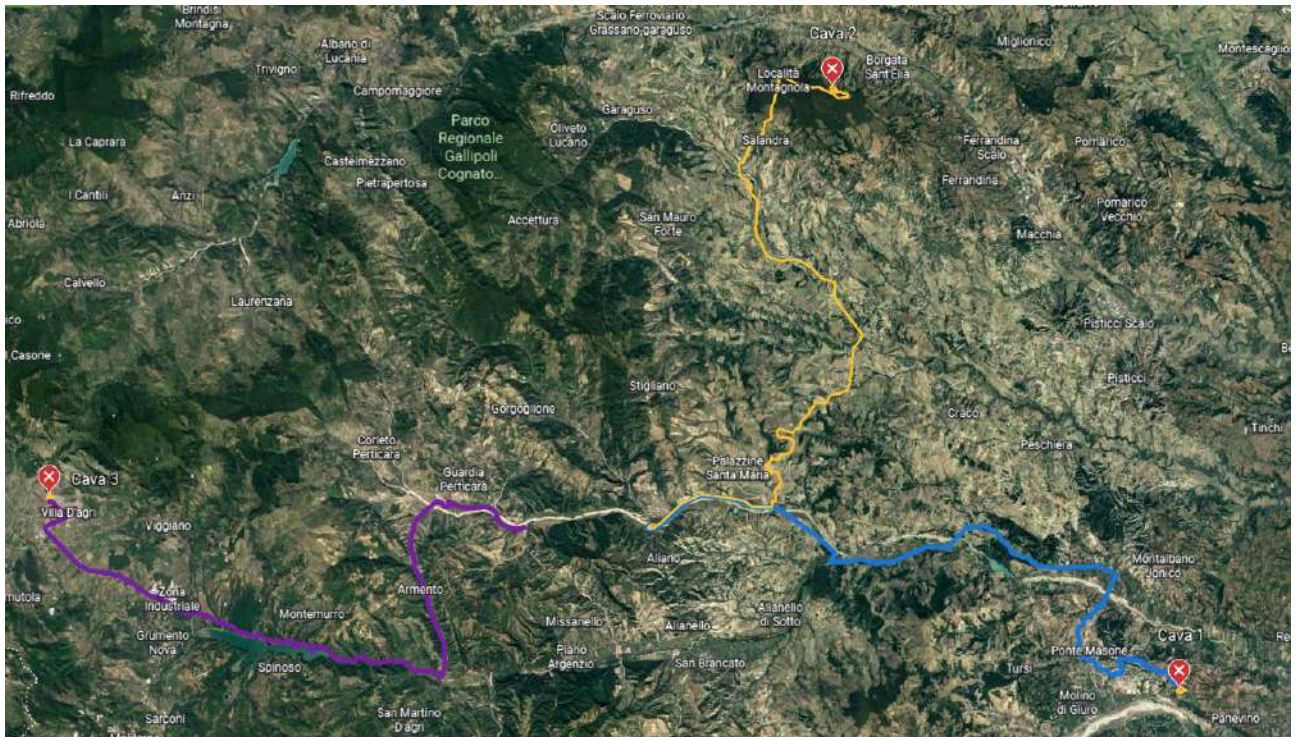 Brindisi
Montagna
Scalo Ferroviario
Grassano garaguso
Cava 2
Miglionico
Montescaglio
Albano di
Lucania
Trivigno
Borgata
Sant'Elia
Località
Montagnola
Rifreddo
Campomaggiore
Garaguso
Parco
Regionale
Gallipoli
Cognato...
Oliveto
Lucano
La Caprara
Salandra
Ferrandina
Scalo
Pomarico
Castelmezzano
Pietrapertosa
Ferrandina
I Cantili
Anzi
Abriola
Accettura
San Mauro
Forte
Pomarico
Vecchio
Macchia
Calvello
Laurenzana
Pisticci Scalo
Casone
Stigliano
Pisticci
Gorgoglione
Craco
Tinchi
Corleto
Perticara
Peschiera
Guardia
Perticara
Palazzine
Santa Maria
Cava 3
Villa D'agri
Viggiano
Aliano
Montalbano
Jonico
Armento
Zona
Industriale
Montemurro
Missanello
Alianello
Alianello
di Sotto
Grumento
Nova
Cava 1
Piano
Argenzio
Ponte Masone
Spinoso
San Brancato
Tursi
Molino
di Giuro
Panevino
Sarconi
San Martino
D'agri